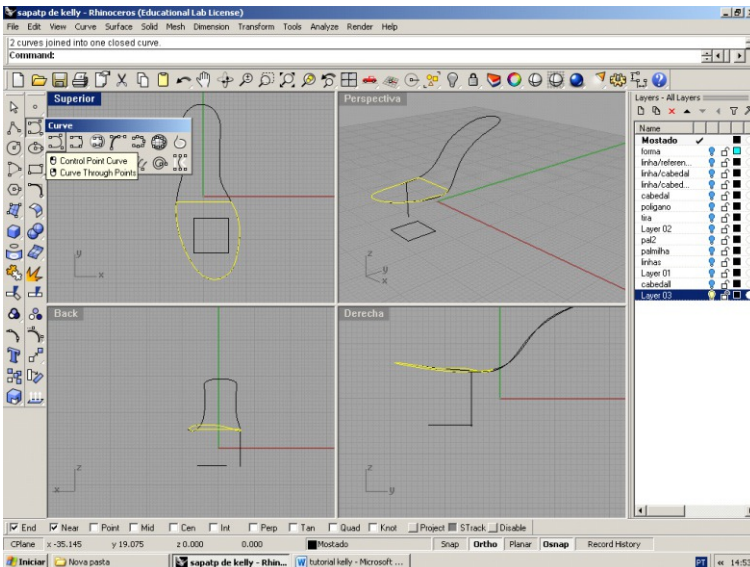 sapatp de kelly - Rhinoceros (Educational Lab License)
File Edit View Curve Surface Solid Mesh Dimension Transform Tools Analyze Render Help
2 curves joined into one closed curve.
Command:
Superior
Perspectiva
Curve
Control Point Curve
Curve Through Points
y
x
z
y
x
Back
Derecha
z
x
z
y
Layers - All Layers
Name
Mostado
forma
linha/referen...
linha/cabedal
linha/cabed...
cabedal
poligano
tira
Layer 02
pal2
palmilha
linhas
Layer 01
cabedall
Layer 03
End Near Point Mid Cen Int Perp Tan Quad Knot Project STrack Disable
CPlane x -35.145 y 19.075 z 0.000 0.000 Mostado Snap Ortho Planar Osnap Record History
Iniciar Nova pasta sapatp de kelly - Rhin... tutorial kelly - Microsoft ... PT « 14:53